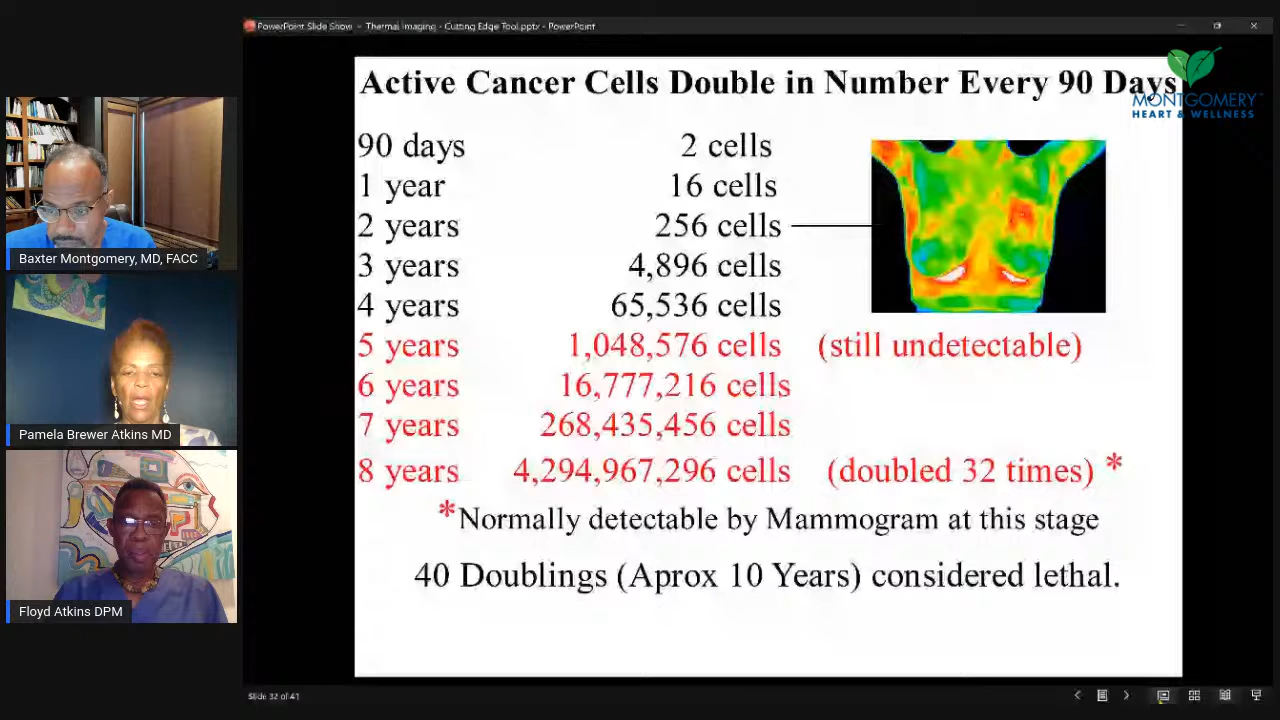 PowerPoint Slide Show - Thermal Imaging - Cutting Edge Tool.pptx - PowerPoint
Active Cancer Cells Double in Number Every 90 Days
MONTGOMERY
HEART & WELLNESS
90 days 2 cells
1 year 16 cells
2 years 256 cells
3 years 4,896 cells
4 years 65,536 cells
5 years 1,048,576 cells (still undetectable)
6 years 16,777,216 cells
7 years 268,435,456 cells
8 years 4,294,967,296 cells (doubled 32 times) *
*Normally detectable by Mammogram at this stage
40 Doublings (Aprox 10 Years) considered lethal.
Baxter Montgomery, MD, FACC
Pamela Brewer Atkins MD
Floyd Atkins DPM
Slide 32 of 41